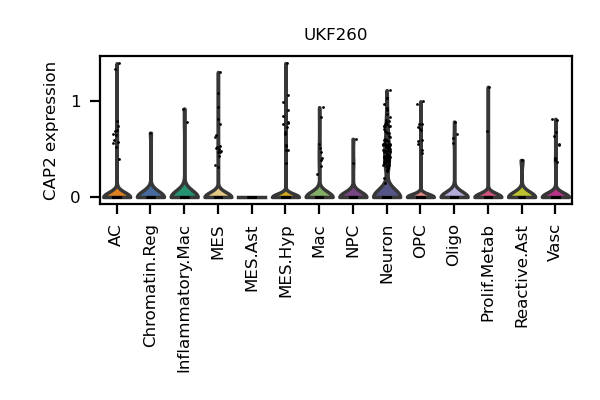 UKF260
CAP2 expression
1
0
AC
Chromatin.Reg
Inflammatory.Mac
MES
MES.Ast
MES.Hyp
Mac
NPC
Neuron
OPC
Oligo
Prolif.Metab
Reactive.Ast
Vasc